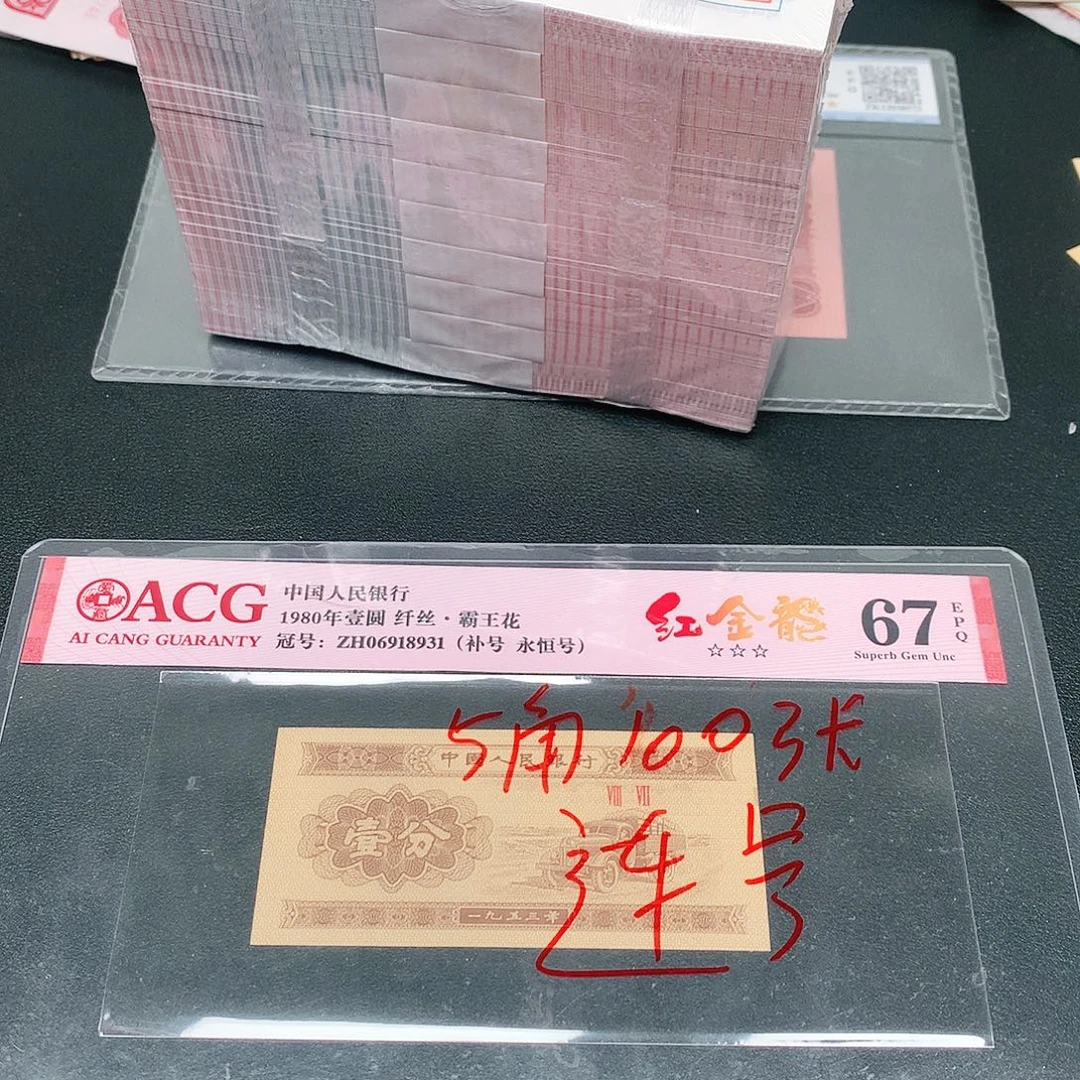 ACG
AI CANG GUARANTY
中国人民银行
1980年壹圆 纤丝·霸王花
冠号：ZH06918931（补号 永恒号）
红金龍
☆☆☆
67
EPQ
Superb Gem Unc
5角100张
连号
中国人民银行
VIII VII
壹分
一九五三年